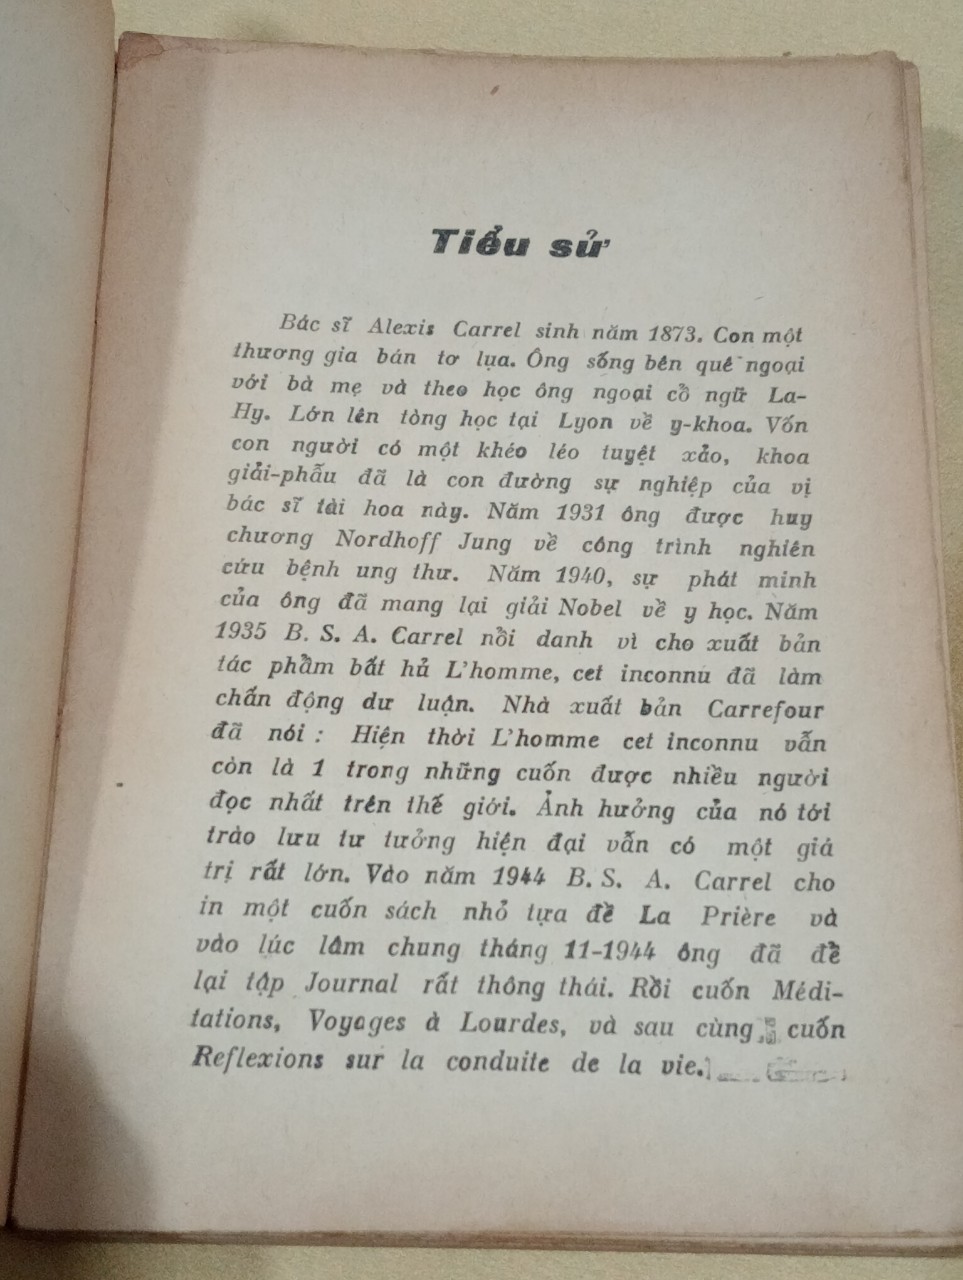 Tiểu sử
Bác sĩ Alexis Carrel sinh năm 1873. Con một
thương gia bán tơ lụa. Ông sống bên quê ngoại
với bà mẹ và theo học ông ngoại cồ ngữ La-
Hy. Lớn lên tòng học tại Lyon về y-khoa. Vốn
con người có một khéo léo tuyệt xảo, khoa
giải-phẫu đã là con đường sự nghiệp của vị
bác sĩ tài hoa này. Năm 1931 ông được huy
chương Nordhoff Jung về công trình nghiên
cứu bệnh ung thư. Năm 1940, sự phát minh
của ông đã mang lại giải Nobel về y học. Năm
1935 B. S. A. Carrel nồi danh vì cho xuất bản
tác phầm bất hủ L'homme, cet inconnu đã làm
chấn động dư luận. Nhà xuất bản Carrefour
đã nói : Hiện thời L'homme cet inconnu vẫn
còn là 1 trong những cuốn được nhiều người
đọc nhất trên thế giới. Ảnh hưởng của nó tới
trào lưu tư tưởng hiện đại vẫn có một giá
trị rất lớn. Vào năm 1944 B. S. A. Carrel cho
in một cuốn sách nhỏ tựa đề La Prière và
vào lúc lâm chung tháng 11-1944 ông đã đề
lại tập Journal rất thông thái. Rồi cuốn Médi-
tations, Voyages à Lourdes, và sau cùng cuốn
Reflexions sur la conduite de la vie.